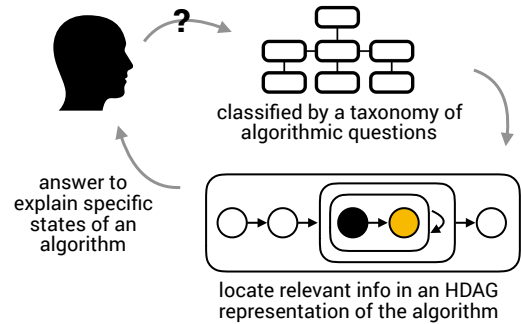 ?
classified by a taxonomy of
algorithmic questions
answer to
explain specific
states of an
algorithm
locate relevant info in an HDAG
representation of the algorithm